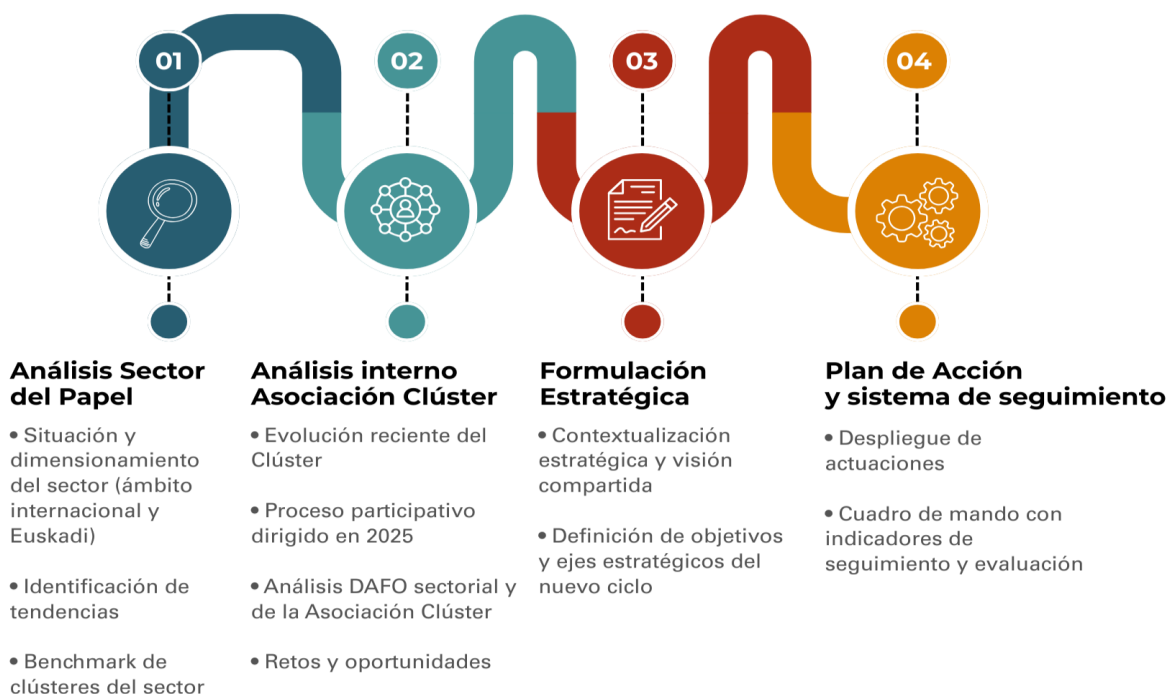 01
02
03
04
Análisis Sector
del Papel
• Situación y
dimensionamiento
del sector (ámbito
internacional y
Euskadi)
• Identificación de
tendencias
• Benchmark de
clústeres del sector
Análisis interno
Asociación Clúster
• Evolución reciente del
Clúster
• Proceso participativo
dirigido en 2025
• Análisis DAFO sectorial y
de la Asociación Clúster
• Retos y oportunidades
Formulación
Estratégica
• Contextualización
estratégica y visión
compartida
• Definición de objetivos
y ejes estratégicos del
nuevo ciclo
Plan de Acción
y sistema de seguimiento
• Despliegue de
actuaciones
• Cuadro de mando con
indicadores de
seguimiento y evaluación